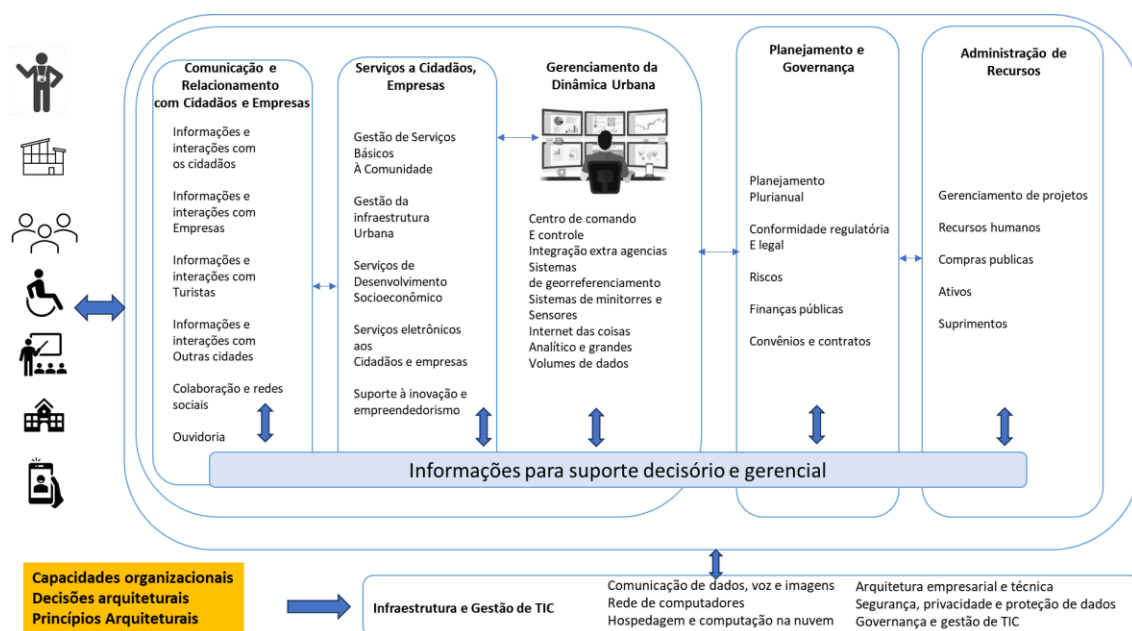 Comunicação e
Relacionamento
com Cidadãos e Empresas
Informações e
interações com
os cidadãos
Informações e
interações com
Empresas
Informações e
interações com
Turistas
Informações e
interações com
Outras cidades
Colaboração e redes
sociais
Ouvidoria
Serviços a Cidadãos,
Empresas
Gestão de Serviços
Básicos
À Comunidade
Gestão da
infraestrutura
Urbana
Serviços de
Desenvolvimento
Socioeconômico
Serviços eletrônicos
aos
Cidadãos e empresas
Suporte à inovação e
empreendedorismo
Gerenciamento da
Dinâmica Urbana
Centro de comando
E controle
Integração extra agencias
Sistemas
de georreferenciamento
Sistemas de minitorres e
Sensores
Internet das coisas
Analítico e grandes
Volumes de dados
Planejamento e
Governança
Planejamento
Plurianual
Conformidade regulatória
E legal
Riscos
Finanças públicas
Convênios e contratos
Administração de
Recursos
Gerenciamento de projetos
Recursos humanos
Compras publicas
Ativos
Suprimentos
Informações para suporte decisório e gerencial
Capacidades organizacionais
Decisões arquiteturais
Princípios Arquiteturais
Infraestrutura e Gestão de TIC
Comunicação de dados, voz e imagens
Rede de computadores
Hospedagem e computação na nuvem
Arquitetura empresarial e técnica
Segurança, privacidade e proteção de dados
Governança e gestão de TIC